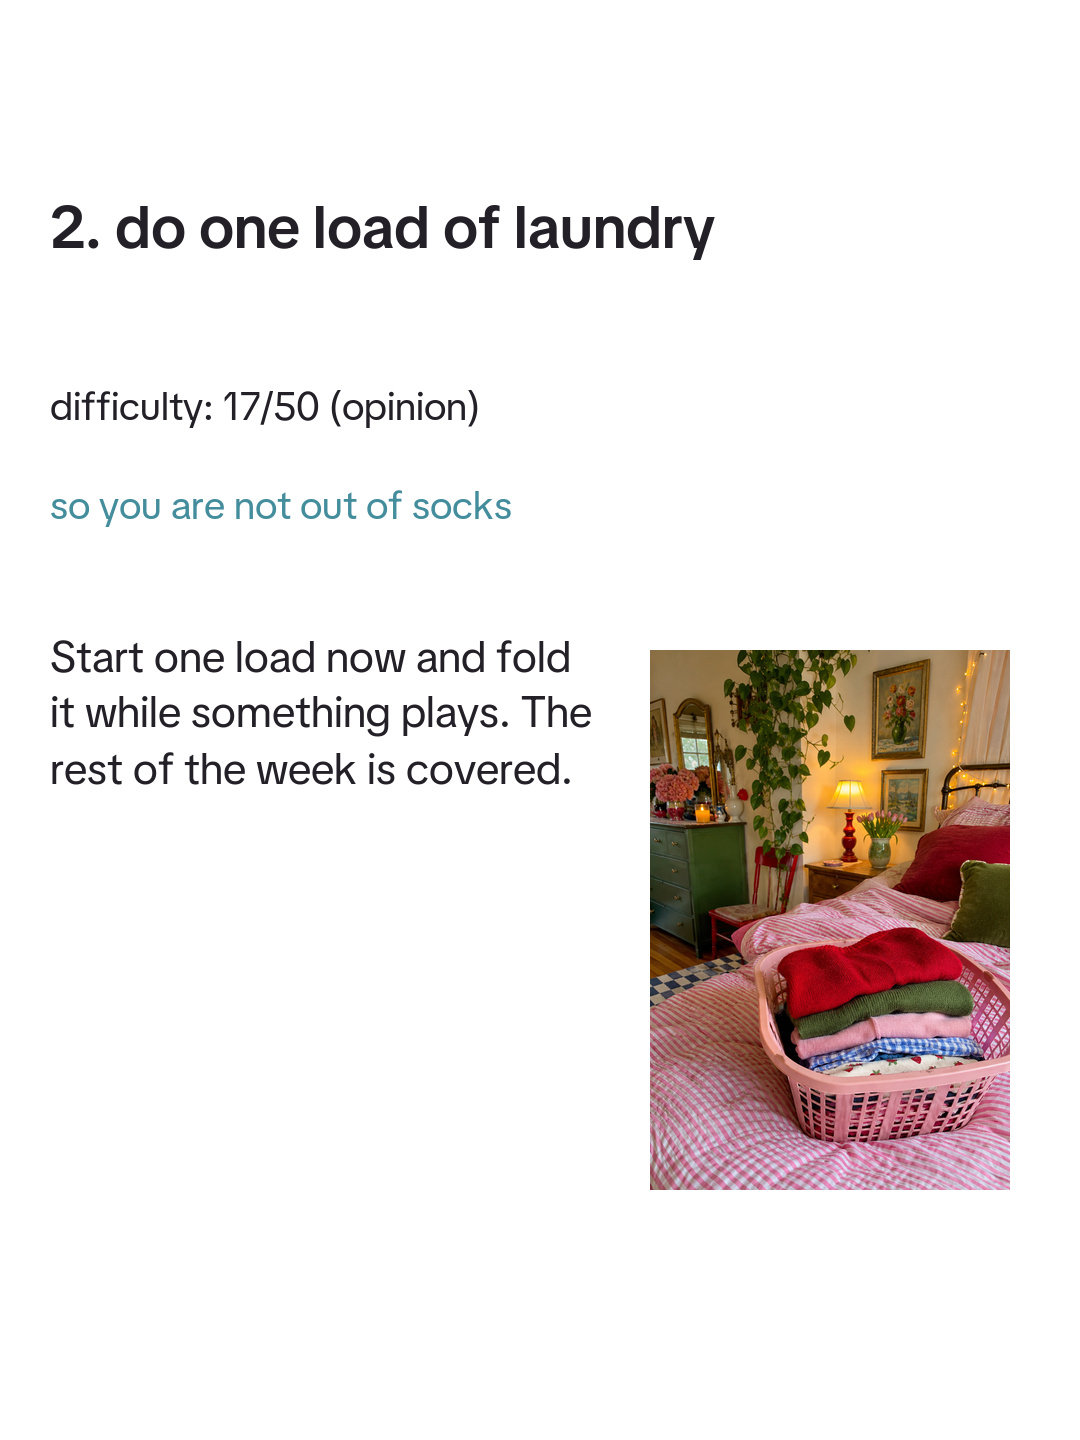 2. do one load of laundry
difficulty: 17/50 (opinion)
so you are not out of socks
Start one load now and fold
it while something plays. The
rest of the week is covered.